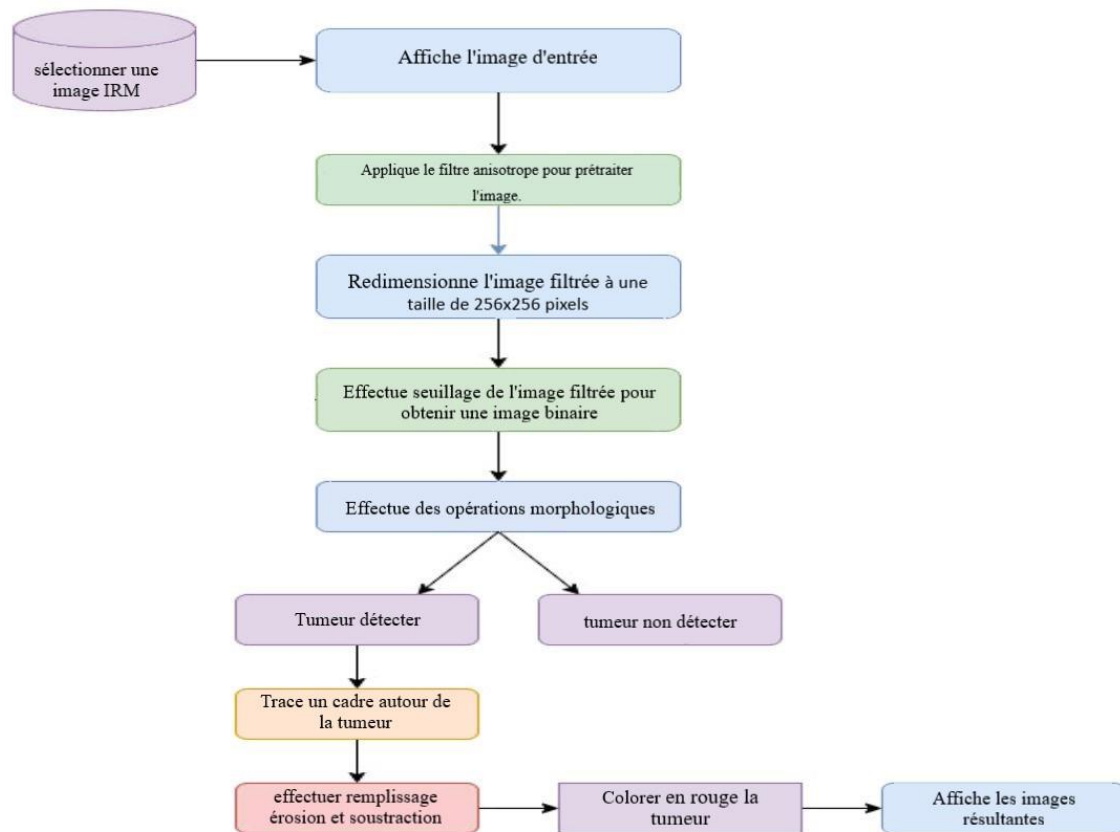 sélectionner une
image IRM
Affiche l'image d'entrée
Applique le filtre anisotrope pour prétraiter
l'image.
Redimensionne l'image filtrée à une
taille de 256x256 pixels
Effectue seuillage de l'image filtrée pour
obtenir une image binaire
Effectue des opérations morphologiques
Tumeur détecter
tumeur non détecter
Trace un cadre autour de
la tumeur
effectuer remplissage
érosion et soustraction
Colorer en rouge la
tumeur
Affiche les images
résultantes